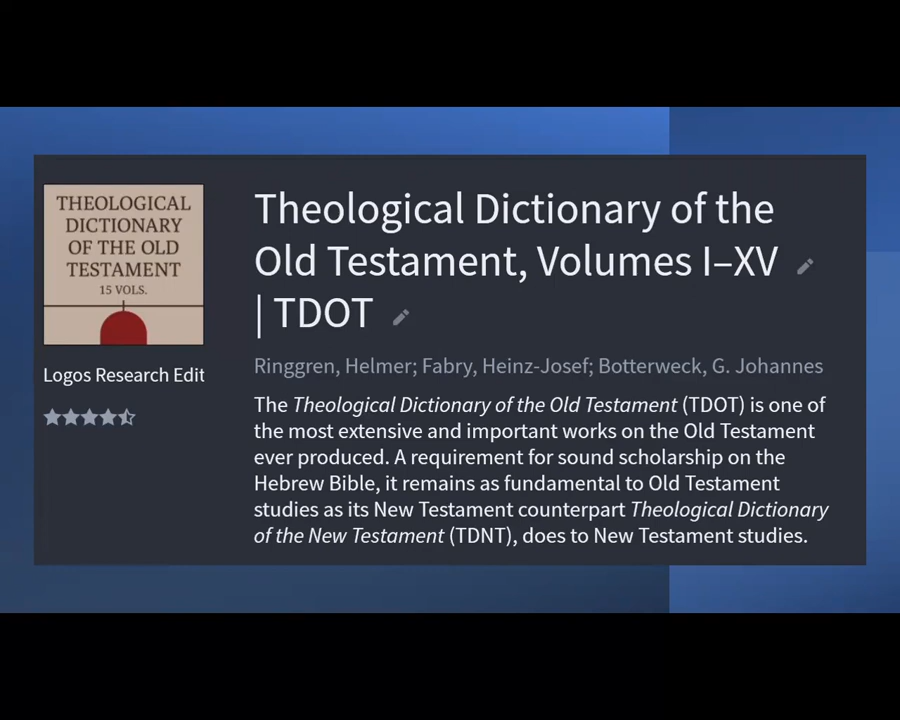 THEOLOGICAL
DICTIONARY
OF THE OLD
TESTAMENT
15 VOLS.
Logos Research Edit
Theological Dictionary of the
Old Testament, Volumes I–XV
| TDOT
Ringgren, Helmer; Fabry, Heinz-Josef; Botterweck, G. Johannes
The Theological Dictionary of the Old Testament (TDOT) is one of
the most extensive and important works on the Old Testament
ever produced. A requirement for sound scholarship on the
Hebrew Bible, it remains as fundamental to Old Testament
studies as its New Testament counterpart Theological Dictionary
of the New Testament (TDNT), does to New Testament studies.